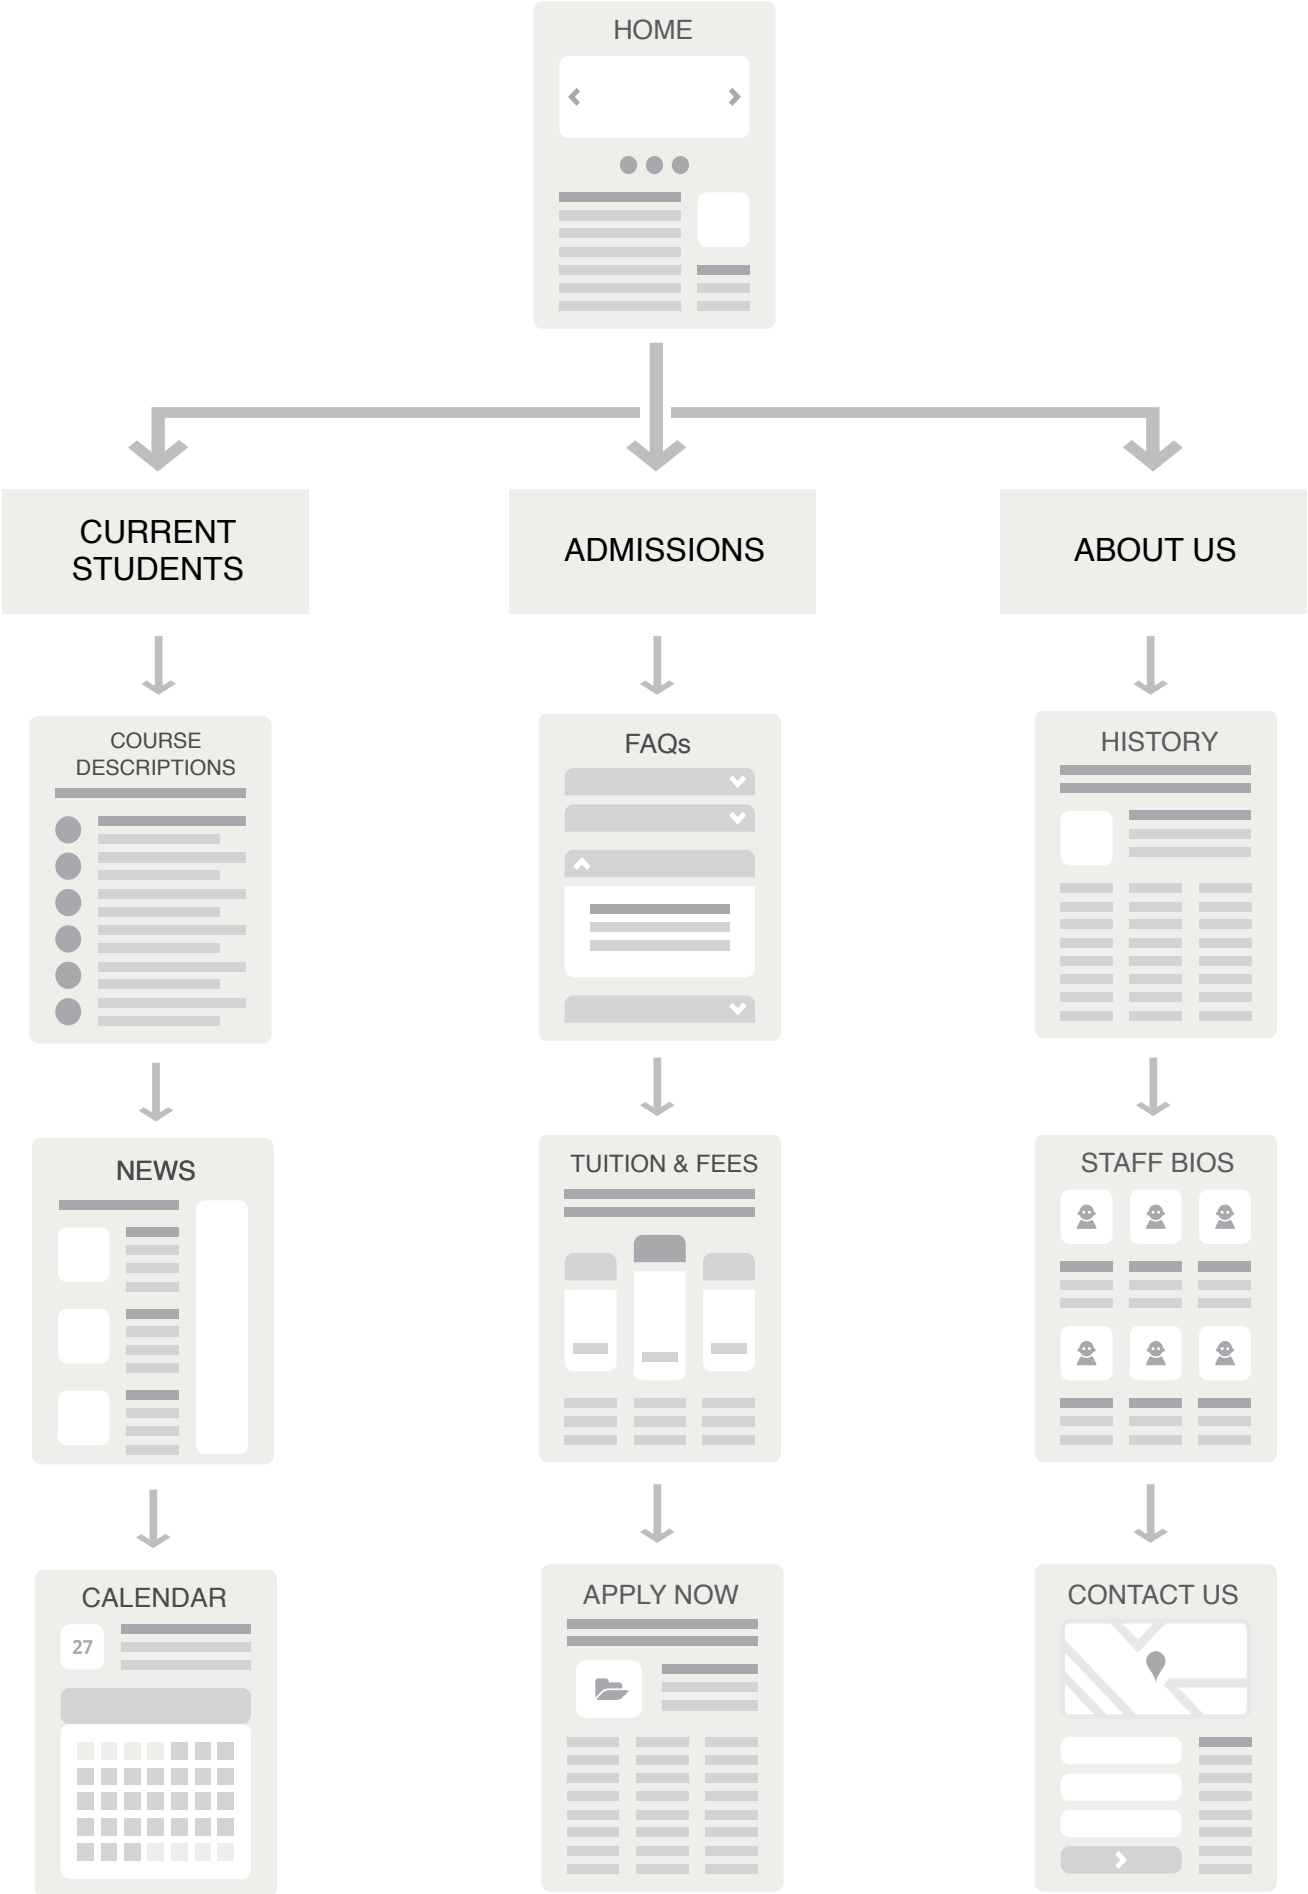 HOME
CURRENT
STUDENTS
ADMISSIONS
ABOUT US
COURSE
DESCRIPTIONS
FAQs
HISTORY
NEWS
TUITION & FEES
STAFF BIOS
CALENDAR
27
APPLY NOW
CONTACT US